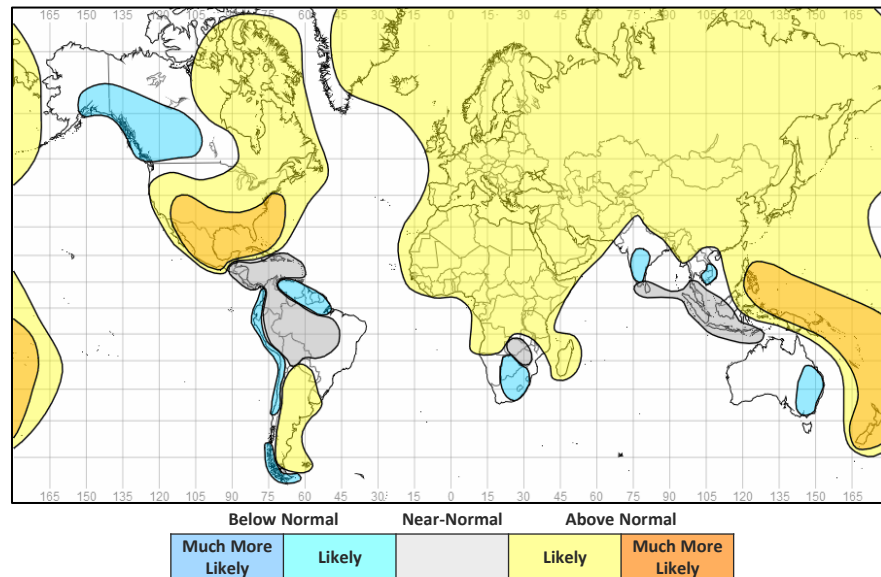 165 135 120 105 90 45 30 15 0 15 30 45 60 75 90 105 120 135 150 165
165 150 135 120 105 90 75 60 45 30 15 0 15 30 45 60 75 90 105 120 135 150 165
Below Normal Near-Normal Above Normal
Much More Likely Likely Likely Much More Likely